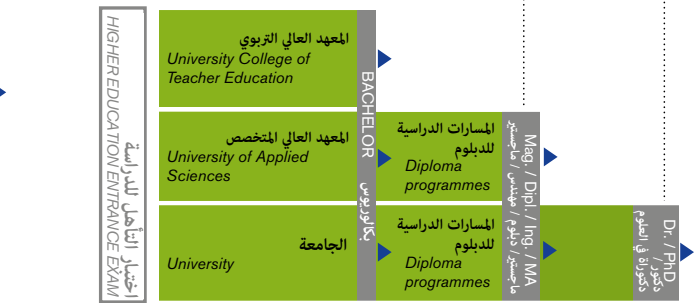 اختبار التأهل للدراسة
HIGHER EDUCATION ENTRANCE EXAM
المعهد العالي التربوي
University College of
Teacher Education
المعهد العالي المتخصص
University of Applied
Sciences
الجامعة
University
BACHELOR بكالوريوس
المسارات الدراسية
للدبلوم
Diploma
programmes
المسارات الدراسية
للدبلوم
Diploma
programmes
Mag. / Dipl. / Ing. / MA
ماجستير / دبلوم / مهندس / ماجستير
Dr. / PhD
دكتور /
دكتوراة في العلوم